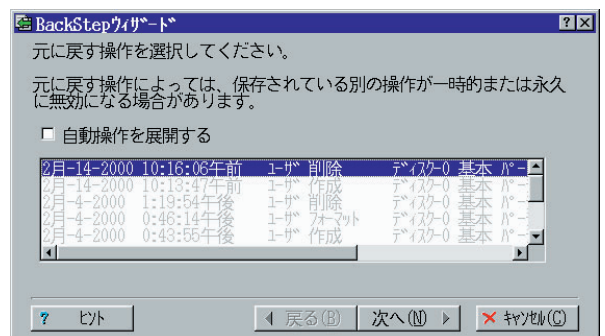 BackStepｳｨｻﾞｰﾄﾞ
元に戻す操作を選択してください。
元に戻す操作によっては、保存されている別の操作が一時的または永久
に無効になる場合があります。
自動操作を展開する
2月-14-2000 10:16:06午前 ﾕｰｻﾞ 削除 ﾃﾞｨｽｸ-0 基本 ﾊﾟｰ
2月-14-2000 10:13:47午前 ﾕｰｻﾞ 作成 ﾃﾞｨｽｸ-0 基本 ﾊﾟｰ
2月-4-2000 1:19:54午後 ﾕｰｻﾞ 削除 ﾃﾞｨｽｸ-0 基本 ﾊﾟｰ
2月-4-2000 0:46:14午後 ﾕｰｻﾞ ﾌｫｰﾏｯﾄ ﾃﾞｨｽｸ-0 基本 ﾊﾟｰ
2月-4-2000 0:43:55午後 ﾕｰｻﾞ 作成 ﾃﾞｨｽｸ-0 基本 ﾊﾟｰ
? ﾋﾝﾄ 戻る(B) 次へ(N) ｷｬﾝｾﾙ(C)